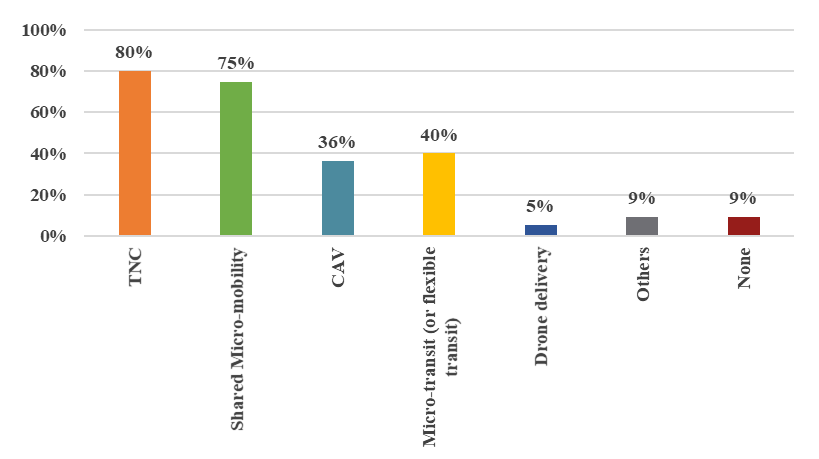 100%
80%
60%
40%
20%
0%
80%
75%
36%
40%
5%
9%
9%
TNC
Shared Micro-mobility
CAV
Micro-transit (or flexible
transit)
Drone delivery
Others
None